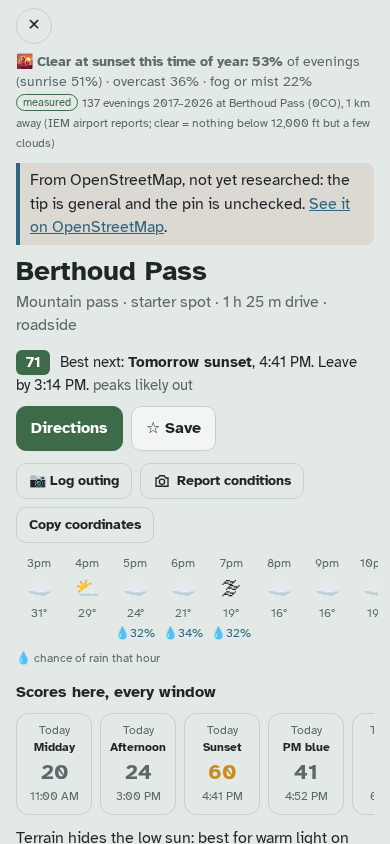 ✕
🌇 Clear at sunset this time of year: 53% of evenings
(sunrise 51%) · overcast 36% · fog or mist 22%
measured 137 evenings 2017–2026 at Berthoud Pass (0CO), 1 km
away (IEM airport reports; clear = nothing below 12,000 ft but a few
clouds)
From OpenStreetMap, not yet researched: the
tip is general and the pin is unchecked. See it
on OpenStreetMap.
Berthoud Pass
Mountain pass · starter spot · 1 h 25 m drive ·
roadside
71 Best next: Tomorrow sunset, 4:41 PM. Leave
by 3:14 PM. peaks likely out
Directions ☆ Save
📷 Log outing Report conditions
Copy coordinates
3pm 4pm 5pm 6pm 7pm 8pm 9pm 10p
31° 29° 24° 21° 19° 16° 16° 19
💧32% 💧34% 💧32%
💧 chance of rain that hour
Scores here, every window
Today Today Today Today T
Midday Afternoon Sunset PM blue
20 24 60 41
11:00 AM 3:00 PM 4:41 PM 4:52 PM 6
Terrain hides the low sun: best for warm light on